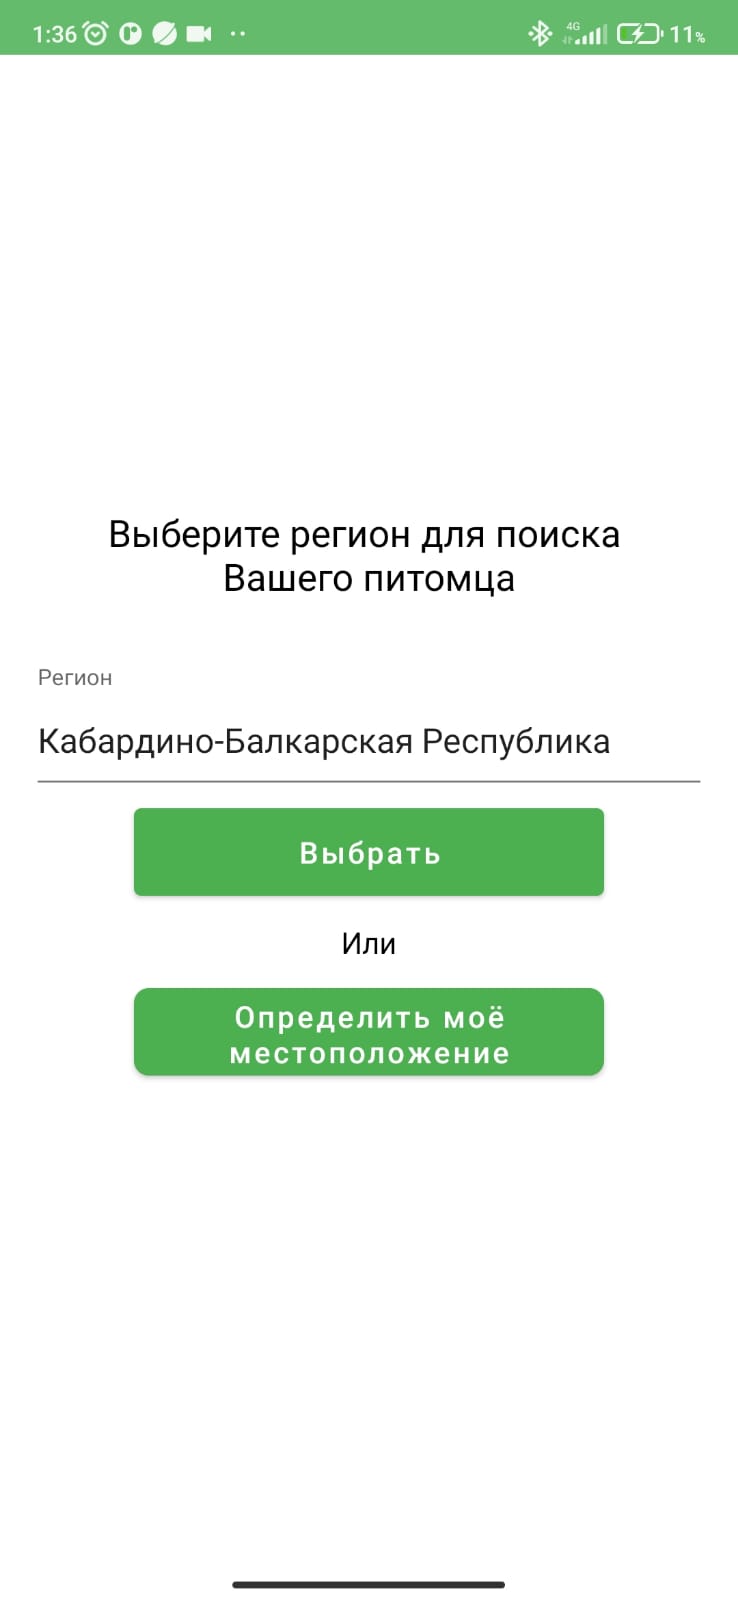 1:36
4G
11%
Выберите регион для поиска
Вашего питомца
Регион
Кабардино-Балкарская Республика
Выбрать
Или
Определить моё
местоположение